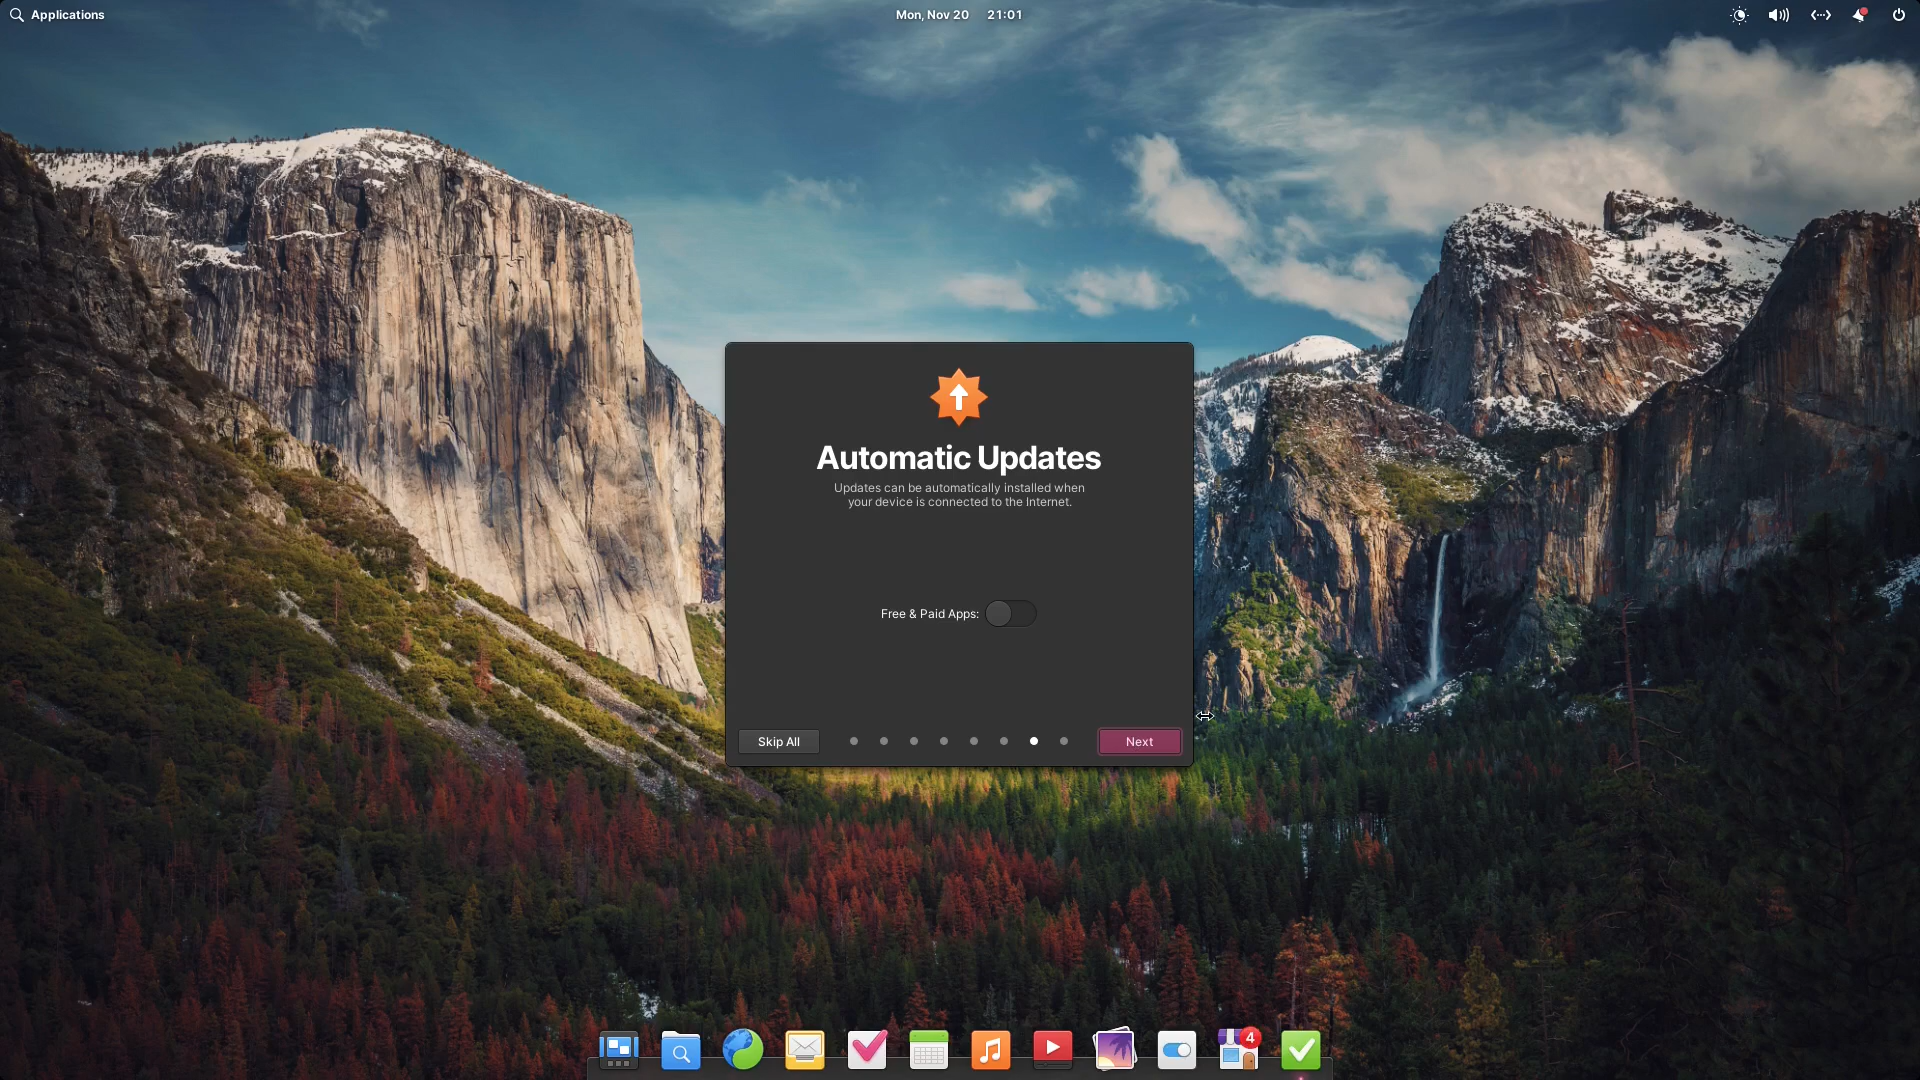 Applications
Mon, Nov 20 21:01
Automatic Updates
Updates can be automatically installed when
your device is connected to the Internet.
Free & Paid Apps:
Skip All
Next
4